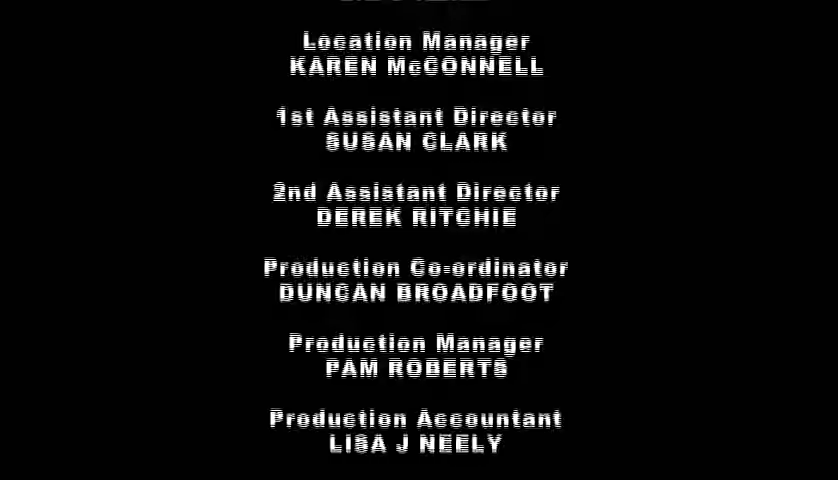 Location Manager
KAREN McCONNELL
1st Assistant Director
SUSAN CLARK
2nd Assistant Director
DEREK RITCHIE
Production Co-ordinator
DUNCAN BROADFOOT
Production Manager
PAM ROBERTS
Production Accountant
LISA J NEELY